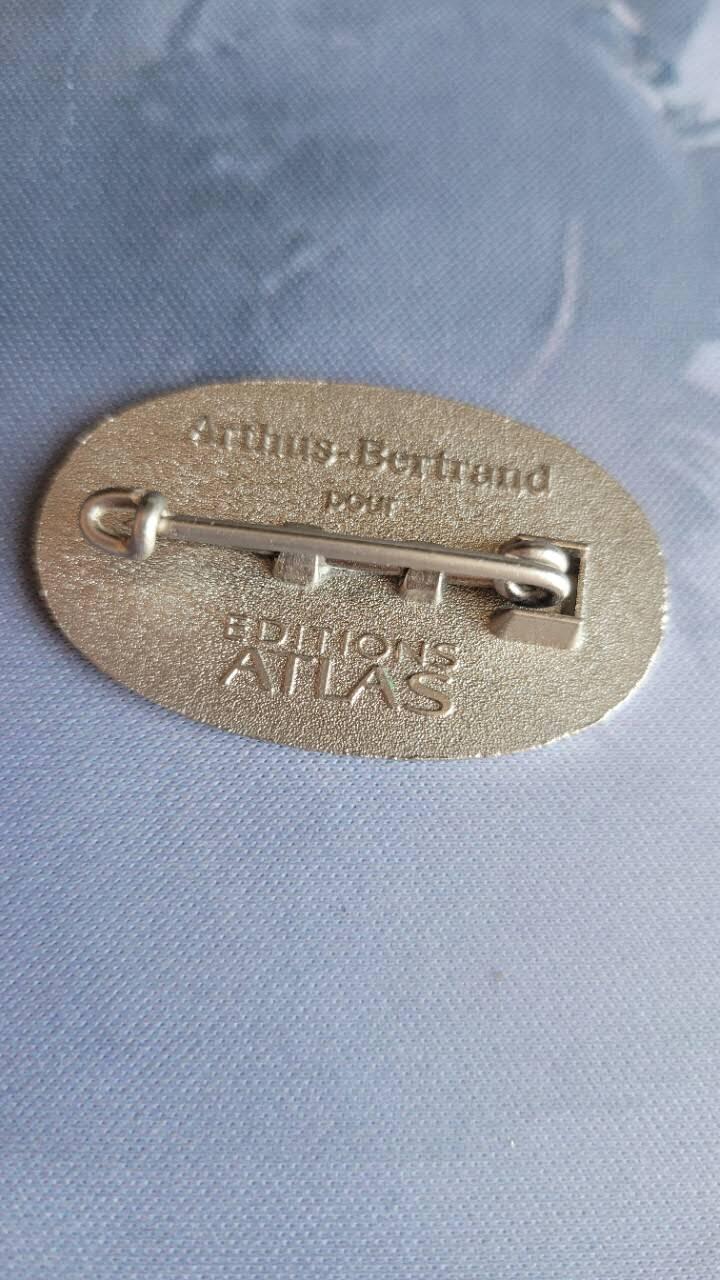 Arthus-Bertrand
pour
EDITIONS
ATLAS